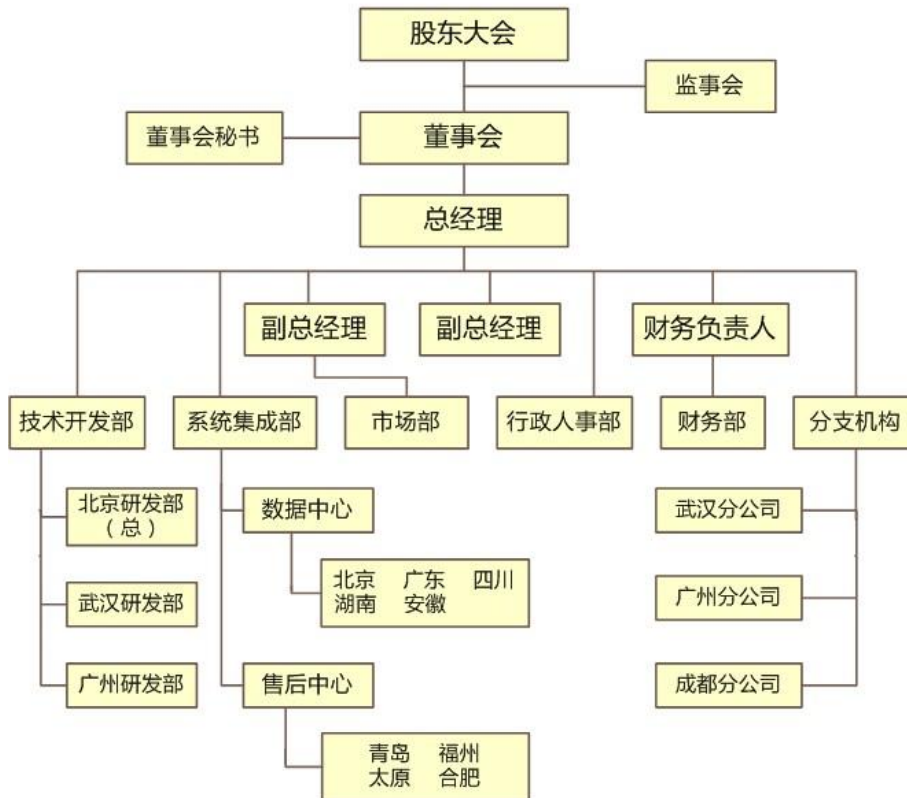 股东大会
监事会
董事会秘书
董事会
总经理
副总经理
副总经理
财务负责人
技术开发部
系统集成部
市场部
行政人事部
财务部
分支机构
北京研发部
（总）
数据中心
武汉分公司
北京 广东 四川
湖南 安徽
武汉研发部
广州分公司
广州研发部
售后中心
成都分公司
青岛 福州
太原 合肥